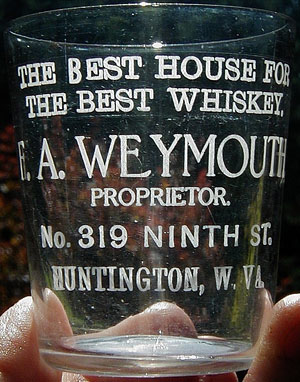 THE BEST HOUSE FOR
THE BEST WHISKEY.
F. A. WEYMOUTH
PROPRIETOR.
No. 319 NINTH ST.
HUNTINGTON, W. VA.